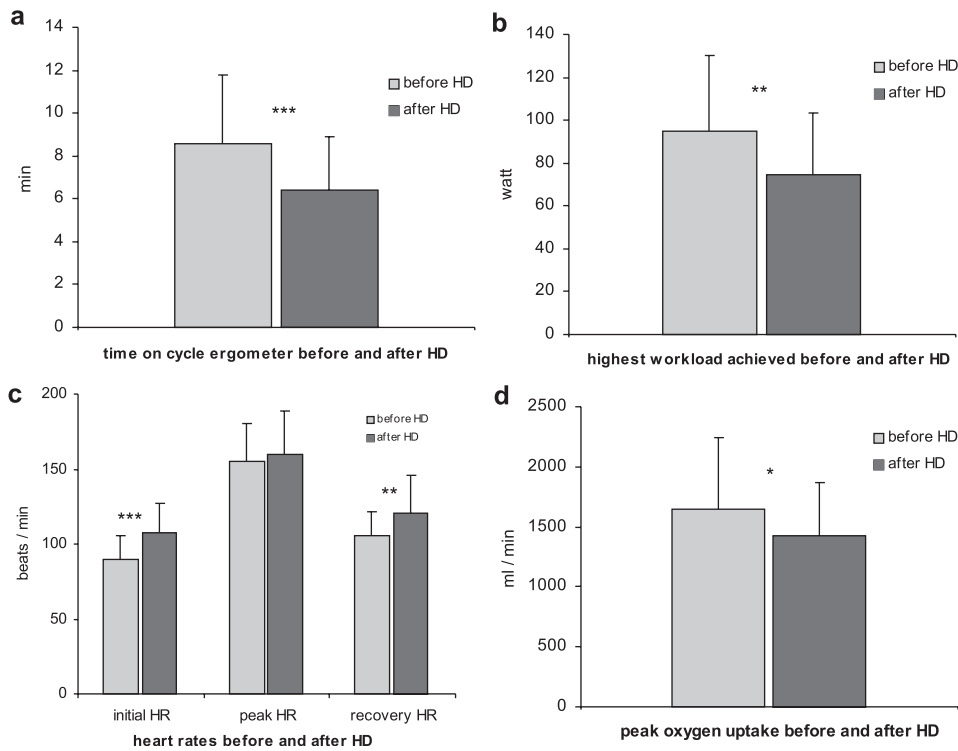 a
14
12
10
8
6
4
2
0
min
before HD
after HD
***
time on cycle ergometer before and after HD
b
140
120
100
80
60
40
20
0
watt
before HD
after HD
**
highest workload achieved before and after HD
c
200
150
100
50
0
beats / min
before HD
after HD
***
**
initial HR
peak HR
recovery HR
heart rates before and after HD
d
2500
2000
1500
1000
500
0
ml / min
before HD
after HD
*
peak oxygen uptake before and after HD